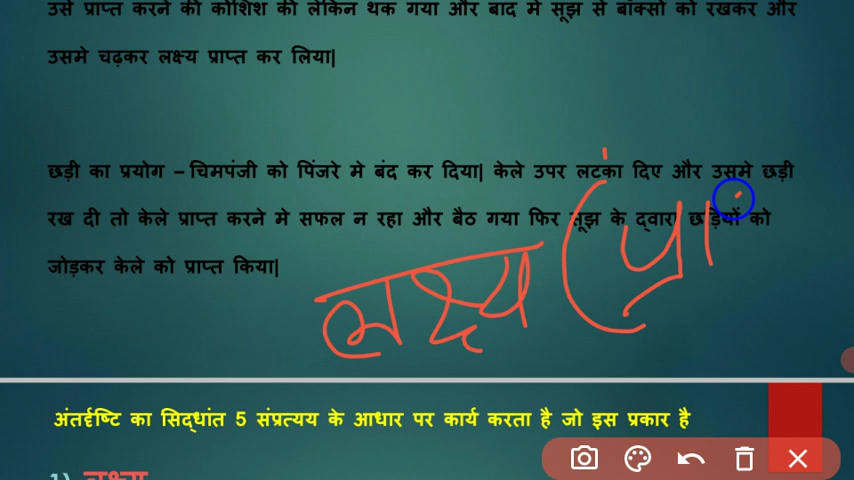 उसे प्राप्त करने की कोशिश की लेकिन थक गया और बाद मे सूझ से बॉक्सो को रखकर और
उसमे चढ़कर लक्ष्य प्राप्त कर लिया|
छड़ी का प्रयोग – चिमपंजी को पिंजरे मे बंद कर दिया| केले उपर लटका दिए और उसमे छड़ी
रख दी तो केले प्राप्त करने मे सफल न रहा और बैठ गया फिर सूझ के द्वारा छड़ियों को
जोड़कर केले को प्राप्त किया|
लक्ष्य (प्रा
अंतर्दृष्टि का सिद्धांत 5 संप्रत्यय के आधार पर कार्य करता है जो इस प्रकार है